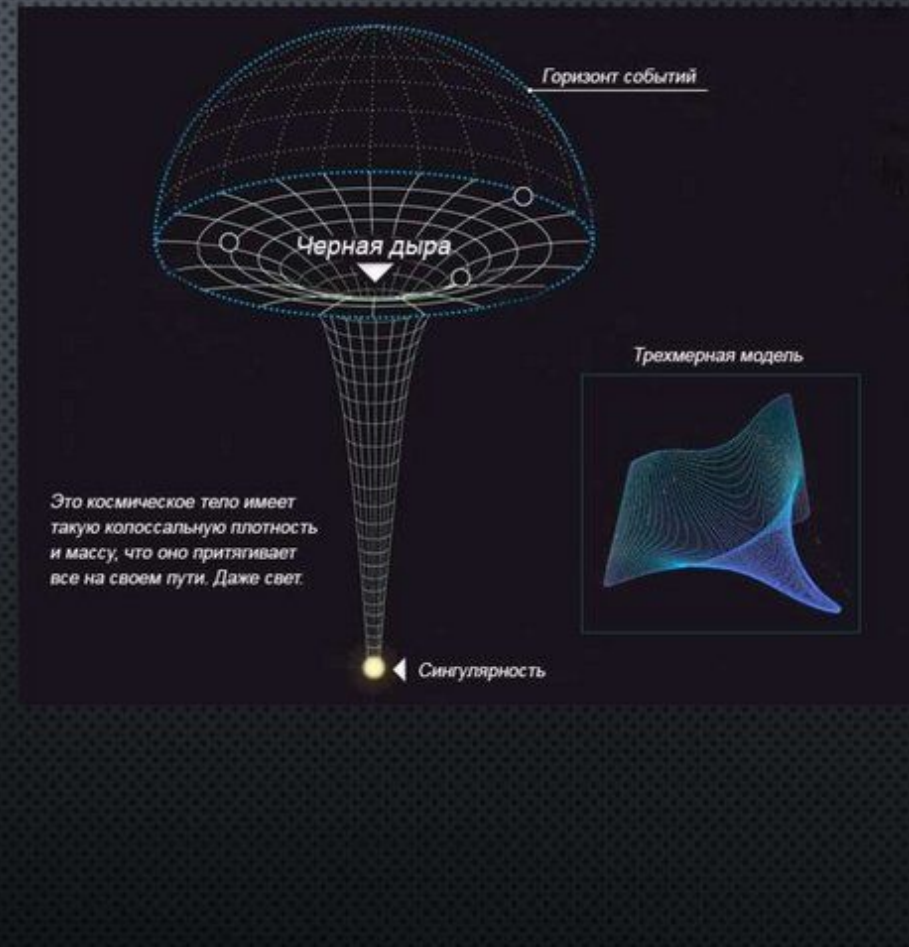 Горизонт событий
Черная дыра
Трехмерная модель
Это космическое тело имеет
такую колоссальную плотность
и массу, что оно притягивает
все на своем пути. Даже свет.
Сингулярность